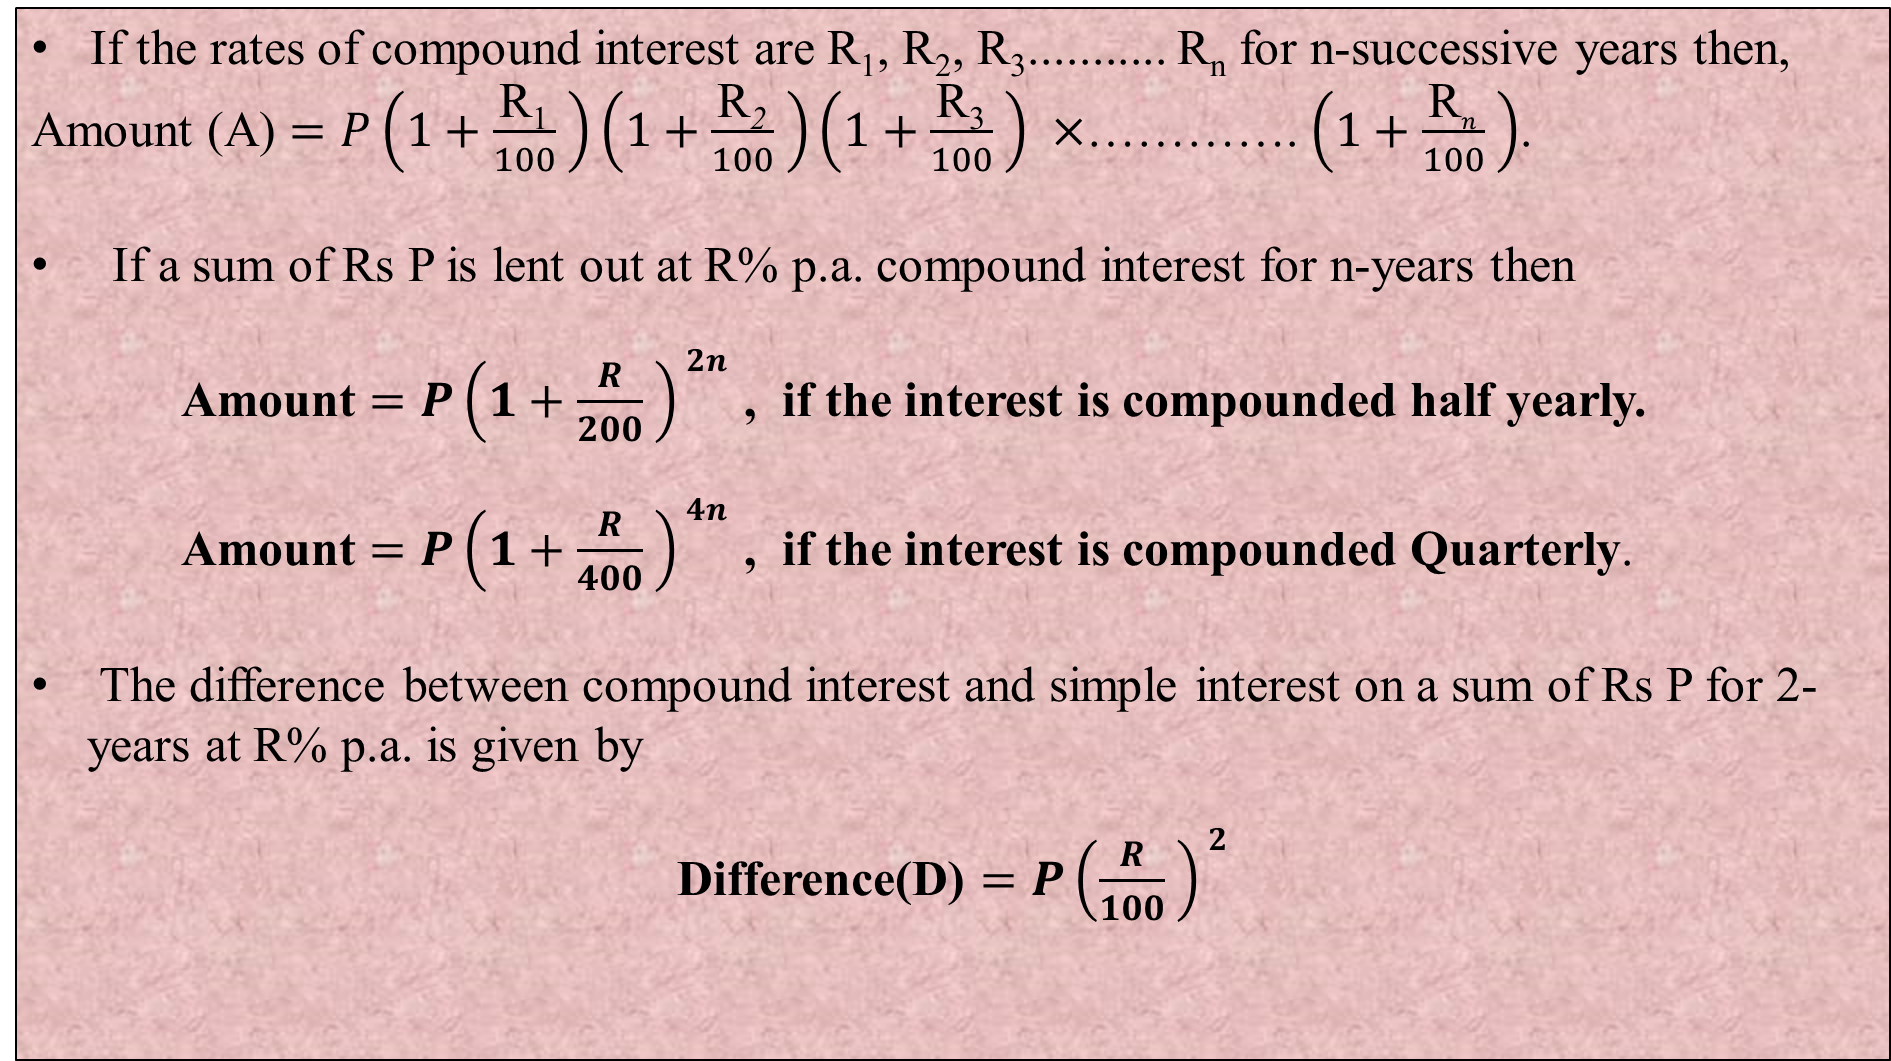 • If the rates of compound interest are R₁, R₂, R₃........... Rₙ for n-successive years then,
Amount (A) = P(1 + R₁/100)(1 + R₂/100)(1 + R₃/100) ×............. (1 + Rₙ/100).
• If a sum of Rs P is lent out at R% p.a. compound interest for n-years then
Amount = P(1 + R/200)²ⁿ , if the interest is compounded half yearly.
Amount = P(1 + R/400)⁴ⁿ , if the interest is compounded Quarterly.
• The difference between compound interest and simple interest on a sum of Rs P for 2-
years at R% p.a. is given by
Difference(D) = P(R/100)²